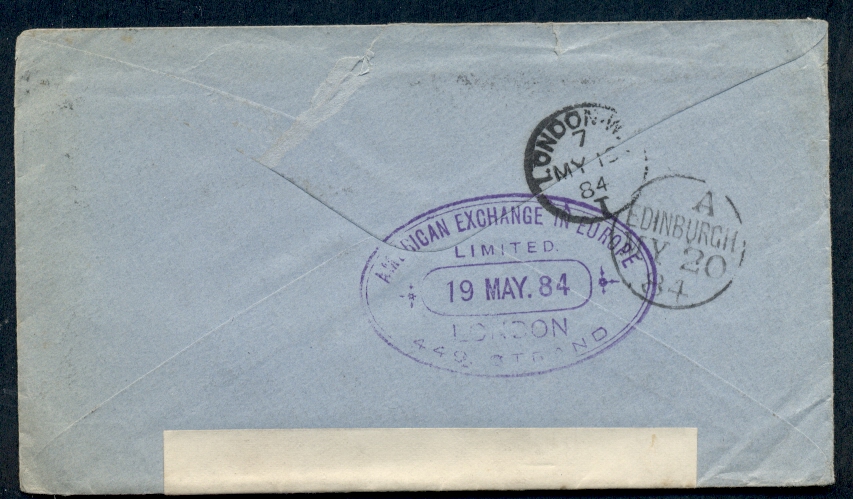 LONDON.W.
7
MY 19
84
T
A
EDINBURGH
MY 20
84
AMERICAN EXCHANGE IN EUROPE
LIMITED.
19 MAY. 84
LONDON
449, STRAND